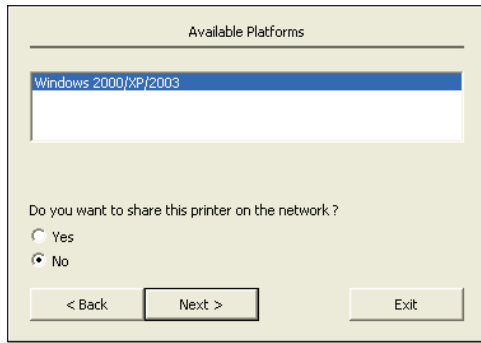 Available Platforms
Windows 2000/XP/2003
Do you want to share this printer on the network ?
Yes
No
< Back Next > Exit